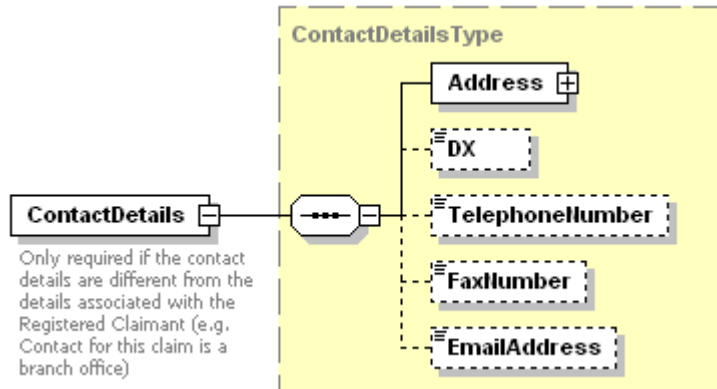 ContactDetailsType
Address
DX
TelephoneNumber
ContactDetails
FaxNumber
EmailAddress
Only required if the contact
details are different from the
details associated with the
Registered Claimant (e.g.
Contact for this claim is a
branch office)